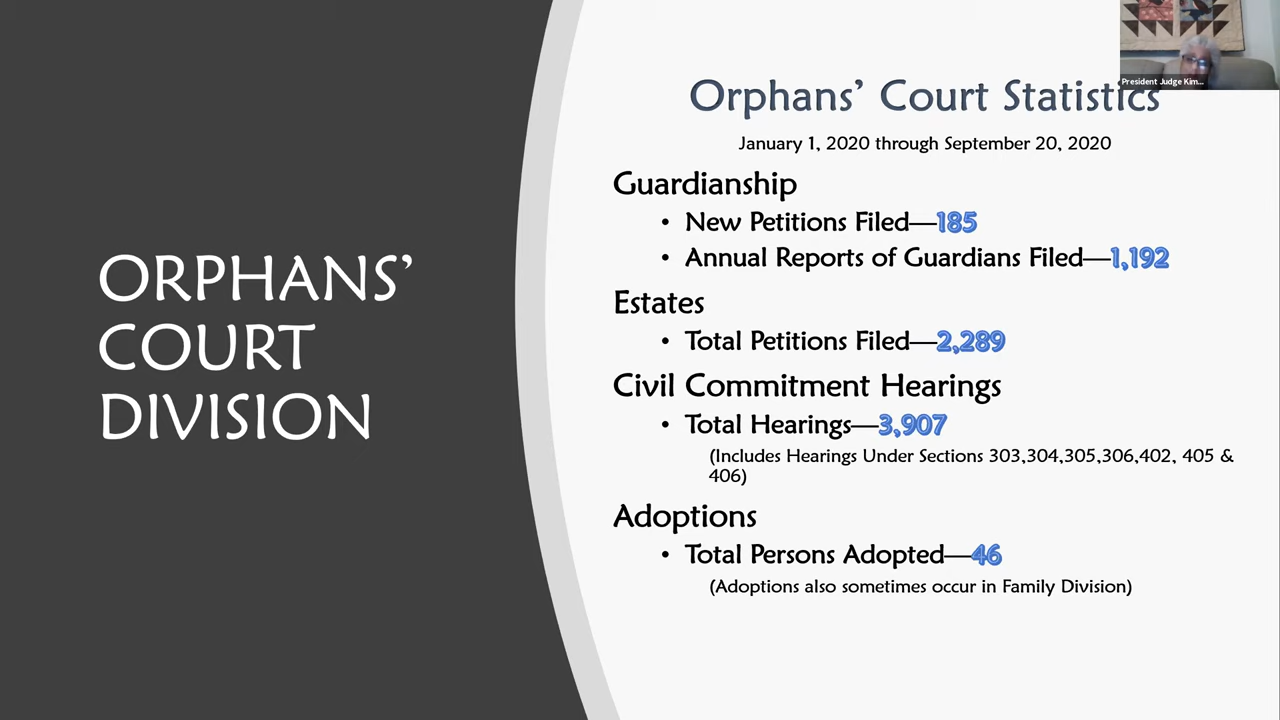 ORPHANS’
COURT
DIVISION
President Judge Kim...
Orphans’ Court Statistics
January 1, 2020 through September 20, 2020
Guardianship
• New Petitions Filed—185
• Annual Reports of Guardians Filed—1,192
Estates
• Total Petitions Filed—2,289
Civil Commitment Hearings
• Total Hearings—3,907
(Includes Hearings Under Sections 303,304,305,306,402, 405 &
406)
Adoptions
• Total Persons Adopted—46
(Adoptions also sometimes occur in Family Division)